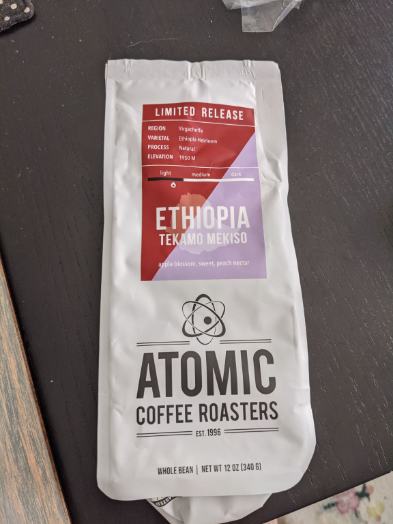 LIMITED RELEASE
REGION Yirgacheffe
VARIETAL Ethiopia Heirloom
PROCESS Natural
ELEVATION 1950 M
light medium dark
ETHIOPIA
TEKAMO MEKISO
apple blossom, sweet, peach nectar
ATOMIC
COFFEE ROASTERS
EST. 1996
WHOLE BEAN | NET WT 12 OZ (340 G)